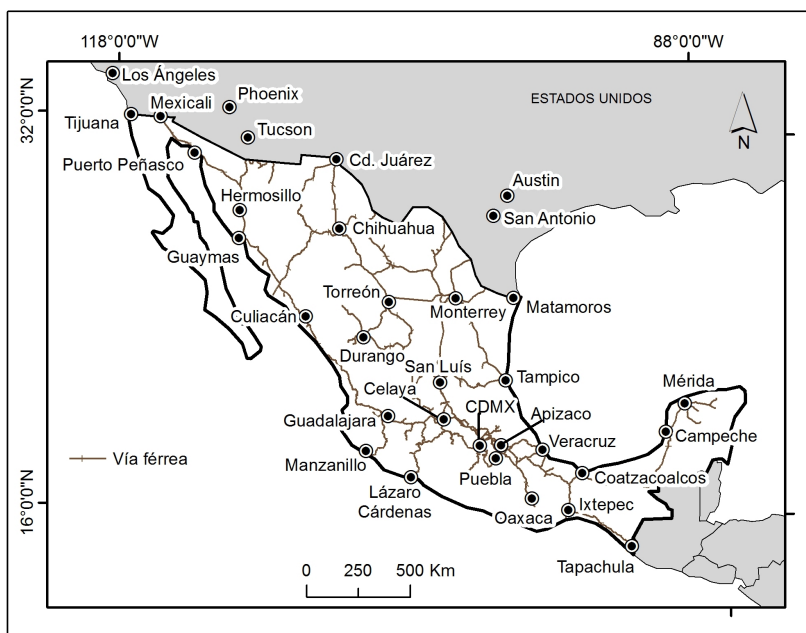 118°0'0"W
88°0'0"W
32°0'0"N
16°0'0"N
ESTADOS UNIDOS
N
Los Ángeles
Phoenix
Mexicali
Tijuana
Tucson
Puerto Peñasco
Cd. Juárez
Austin
San Antonio
Hermosillo
Chihuahua
Guaymas
Torreón
Monterrey
Matamoros
Culiacán
Durango
San Luís
Tampico
Celaya
CDMX
Apizaco
Mérida
Guadalajara
Veracruz
Campeche
Manzanillo
Puebla
Coatzacoalcos
Vía férrea
Lázaro
Cárdenas
Oaxaca
Ixtepec
Tapachula
0 250 500 Km